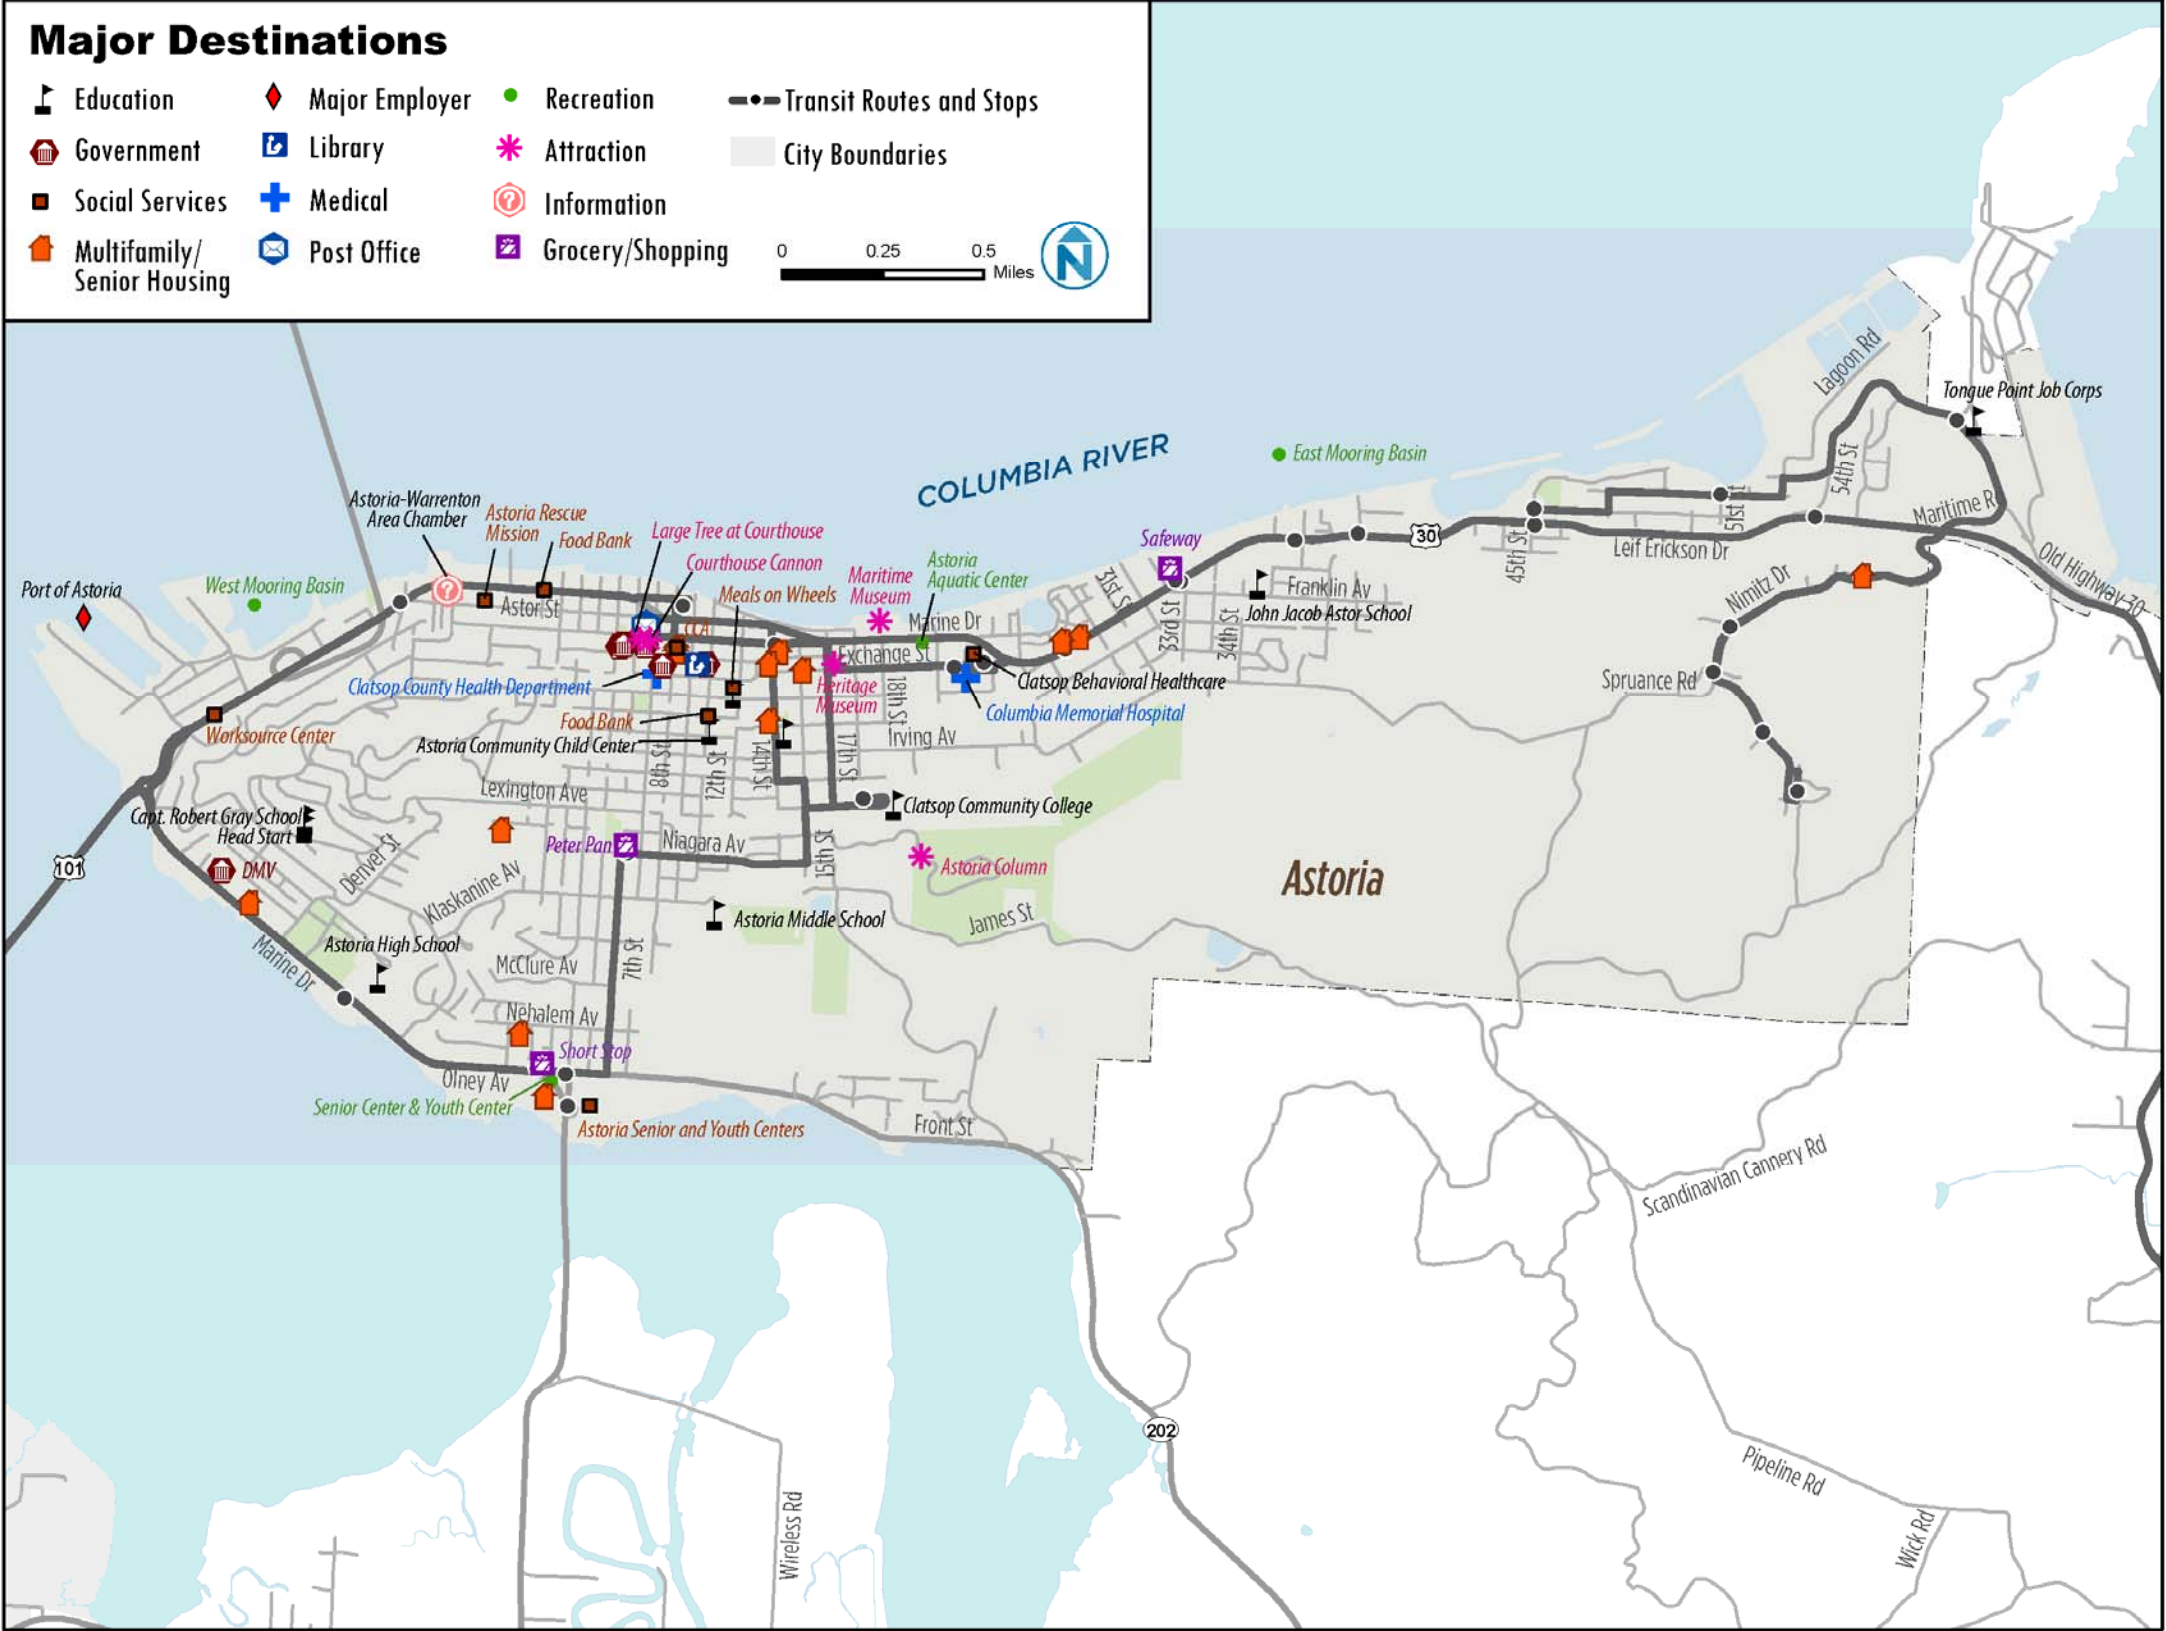 Major Destinations
Education
Government
Social Services
Multifamily/
Senior Housing
Major Employer
Library
Medical
Post Office
Recreation
Attraction
Information
Grocery/Shopping
Transit Routes and Stops
City Boundaries
0 0.25 0.5
Miles
N
Lagoon Rd
Tongue Point Job Corps
COLUMBIA RIVER
East Mooring Basin
54th St
51st St
Maritime R
Astoria-Warrenton
Area Chamber
Astoria Rescue
Mission
Food Bank
Large Tree at Courthouse
Courthouse Cannon
Meals on Wheels
Maritime
Museum
Astoria
Aquatic Center
Safeway
30
45th St
Leif Erickson Dr
Old Highway 30
Port of Astoria
West Mooring Basin
Astor St
CCA
Marine Dr
Exchange St
31st S
33rd St
34th St
Franklin Av
John Jacob Astor School
Nimitz Dr
Clatsop County Health Department
Heritage
Museum
18th St
Clatsop Behavioral Healthcare
Columbia Memorial Hospital
Spruance Rd
Worksource Center
Food Bank
Astoria Community Child Center
Irving Av
8th St
12th St
14th St
17th St
Lexington Ave
Clatsop Community College
Capt. Robert Gray School
Head Start
Denver St
Peter Pan
Niagara Av
15th St
101
DMV
Klaskanine Av
Astoria Column
Astoria
Astoria Middle School
James St
Marine Dr
Astoria High School
McClure Av
7th St
Nehalem Av
Short Stop
Olney Av
Senior Center & Youth Center
Astoria Senior and Youth Centers
Front St
Scandinavian Cannery Rd
202
Pipeline Rd
Wireless Rd
Wick Rd